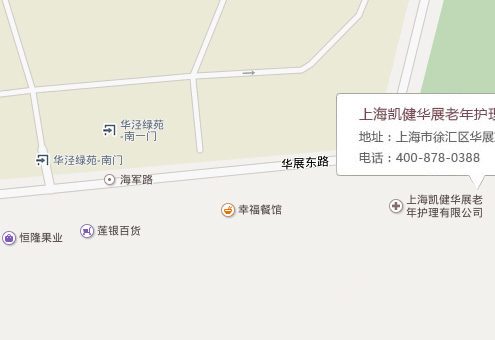 上海凯健华展老年护理
地址：上海市徐汇区华展
电话：400-878-0388
华泾绿苑
-南一门
华泾绿苑-南门
华展东路
海军路
上海凯健华展老
年护理有限公司
幸福餐馆
莲银百货
恒隆果业